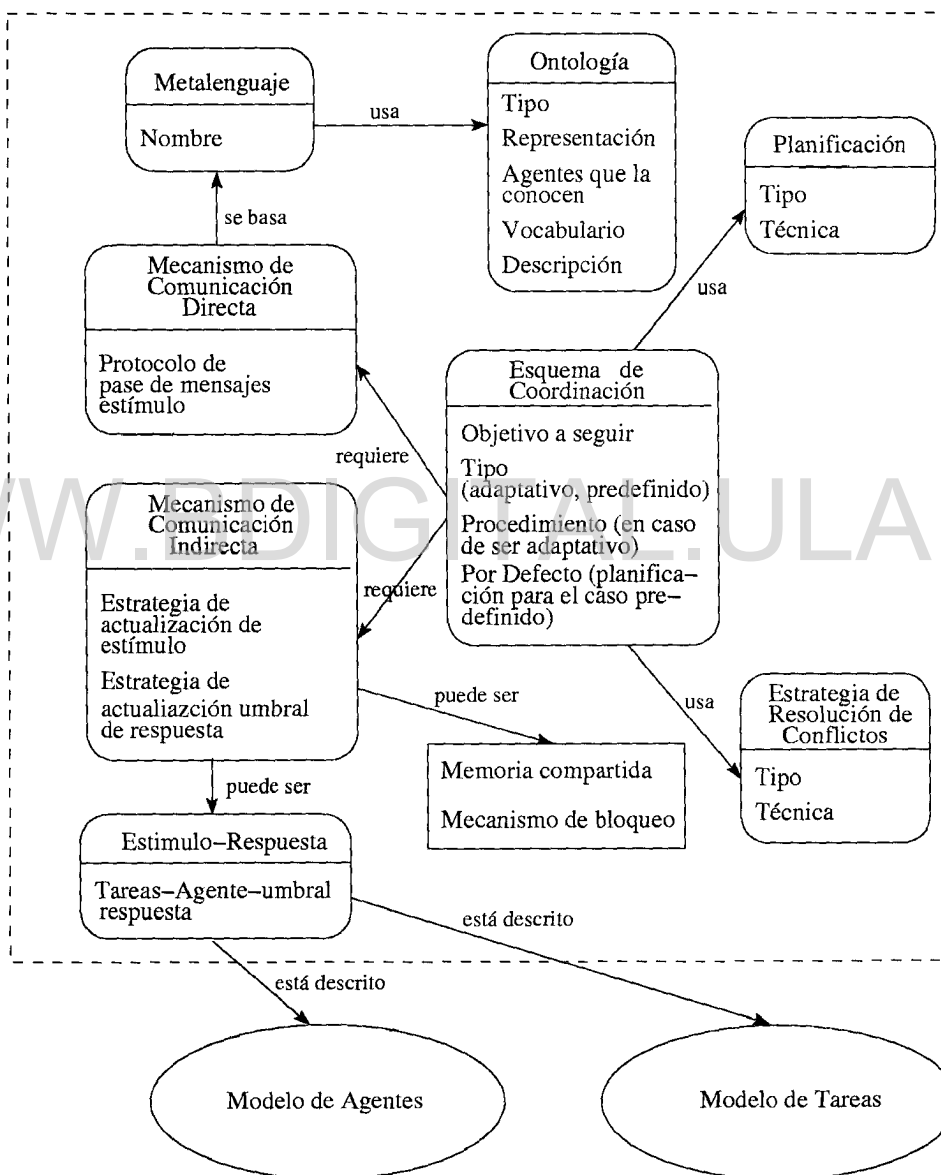 Metalenguaje
Nombre
usa
Ontología
Tipo
Representación
Agentes que la
conocen
Vocabulario
Descripción
Planificación
Tipo
Técnica
se basa
usa
Mecanismo de
Comunicación
Directa
Protocolo de
pase de mensajes
estímulo
Esquema de
Coordinación
Objetivo a seguir
Tipo
(adaptativo, predefinido)
Procedimiento (en caso
de ser adaptativo)
Por Defecto (planifica–
ción para el caso pre–
definido)
requiere
requiere
W.BDIGITAL.ULA
Mecanismo de
Comunicación
Indirecta
Estrategia de
actualización de
estímulo
Estrategia de
actualiazción umbral
de respuesta
puede ser
Memoria compartida
Mecanismo de bloqueo
usa
Estrategia de
Resolución de
Conflictos
Tipo
Técnica
puede ser
Estimulo–Respuesta
Tareas–Agente–umbral
respuesta
está descrito
está descrito
Modelo de Agentes
Modelo de Tareas